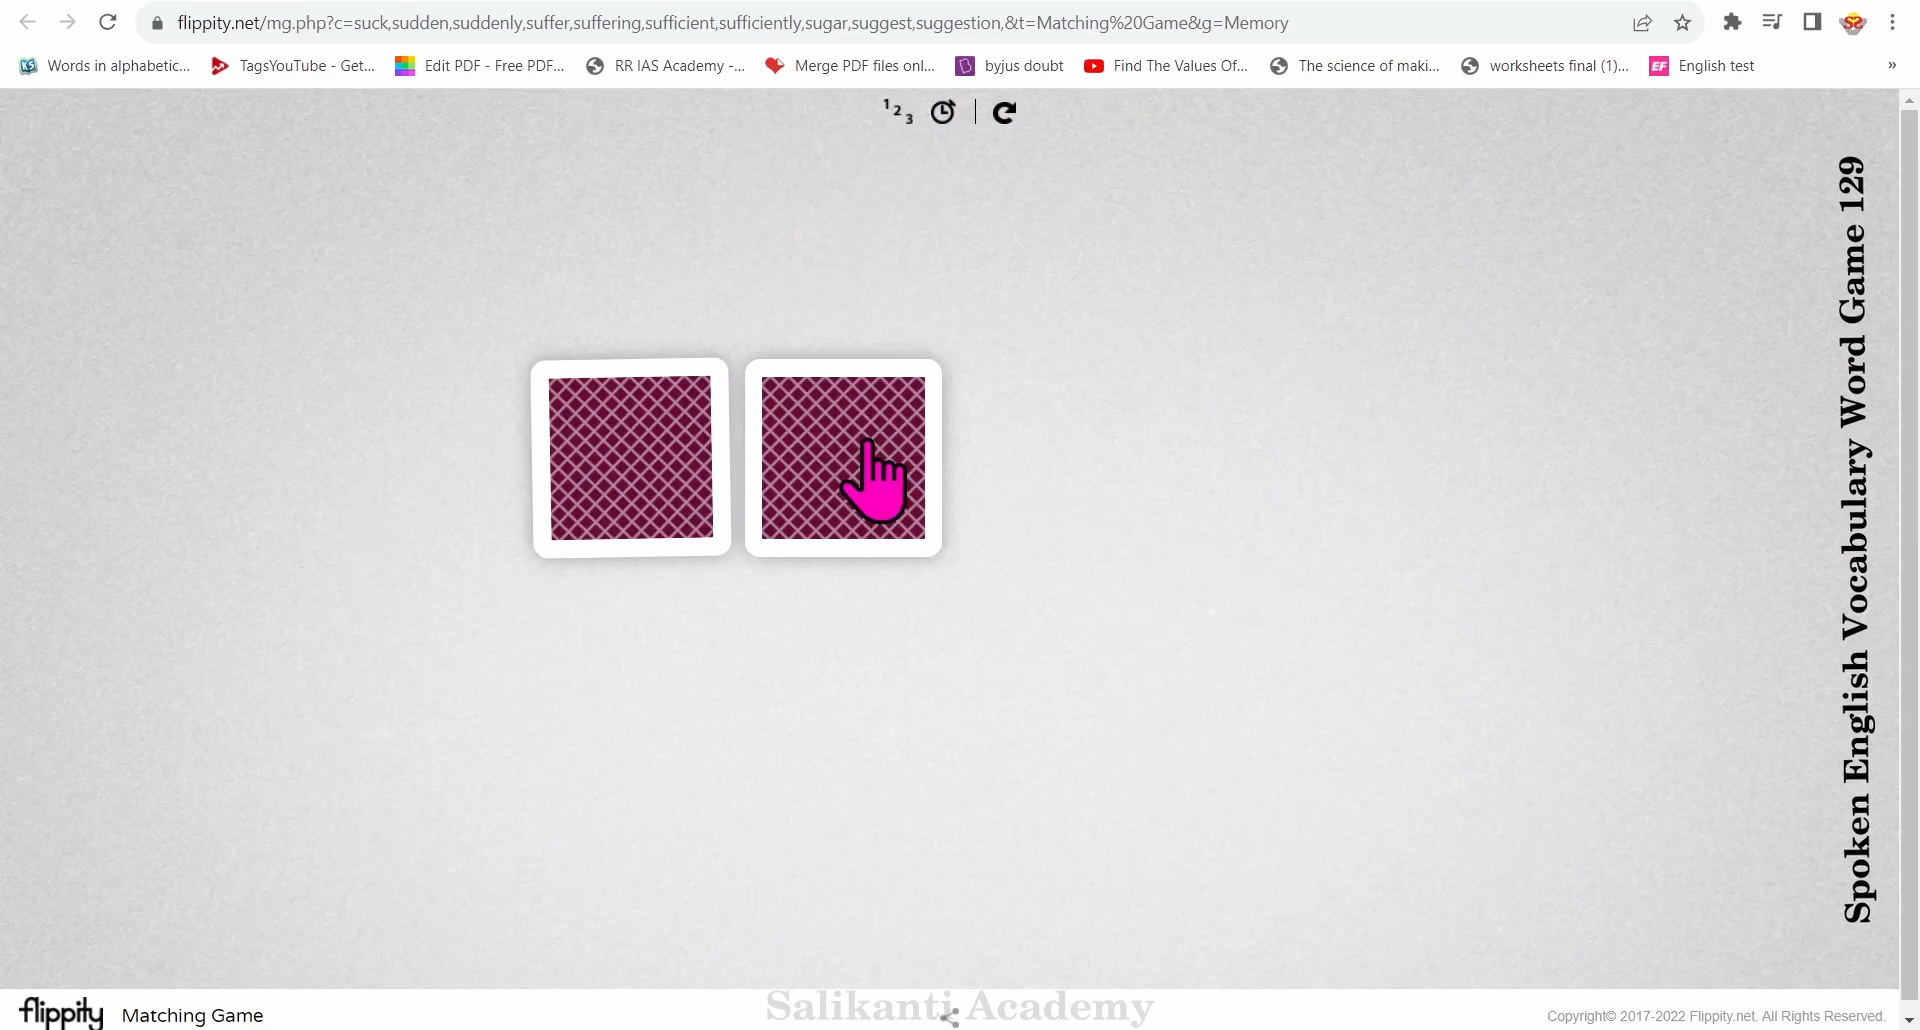 flippity.net/mg.php?c=suck,sudden,suddenly,suffer,suffering,sufficient,sufficiently,sugar,suggest,suggestion,&t=Matching%20Game&g=Memory
SS
KS Words in alphabetic... TagsYouTube - Get... Edit PDF - Free PDF... RR IAS Academy -... Merge PDF files onl... byjus doubt Find The Values Of... The science of maki... worksheets final (1)... EF English test »
1 2 3
Spoken English Vocabulary Word Game 129
flippity Matching Game
Salikanti Academy
Copyright© 2017-2022 Flippity.net. All Rights Reserved.